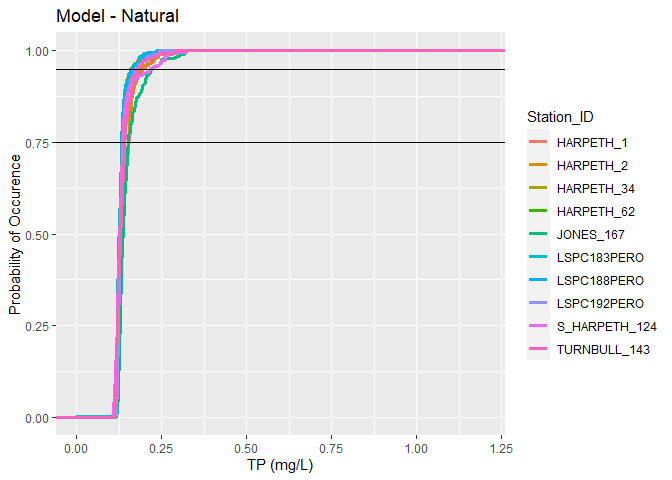 Model - Natural
Probability of Occurence
1.00
0.75
0.50
0.25
0.00
0.00 0.25 0.50 0.75 1.00 1.25
TP (mg/L)
Station_ID
HARPETH_1
HARPETH_2
HARPETH_34
HARPETH_62
JONES_167
LSPC183PERO
LSPC188PERO
LSPC192PERO
S_HARPETH_124
TURNBULL_143